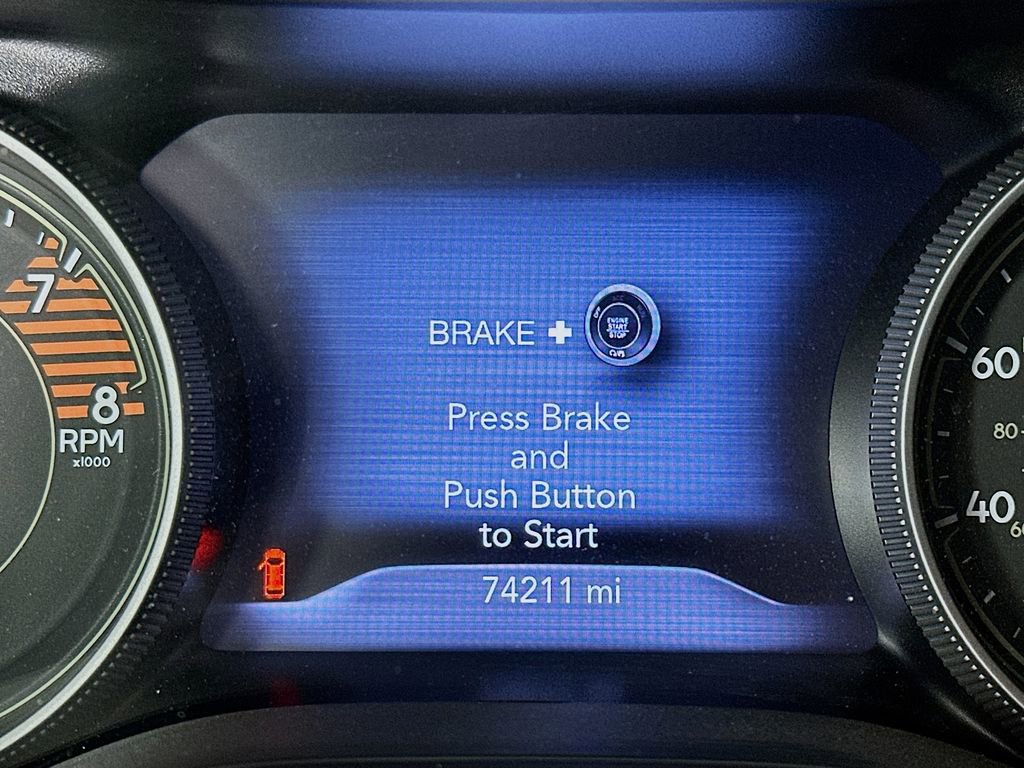 7
8
RPM
x1000
BRAKE +
ENGINE
START
STOP
OFF
Press Brake
and
Push Button
to Start
74211 mi
60
80
40